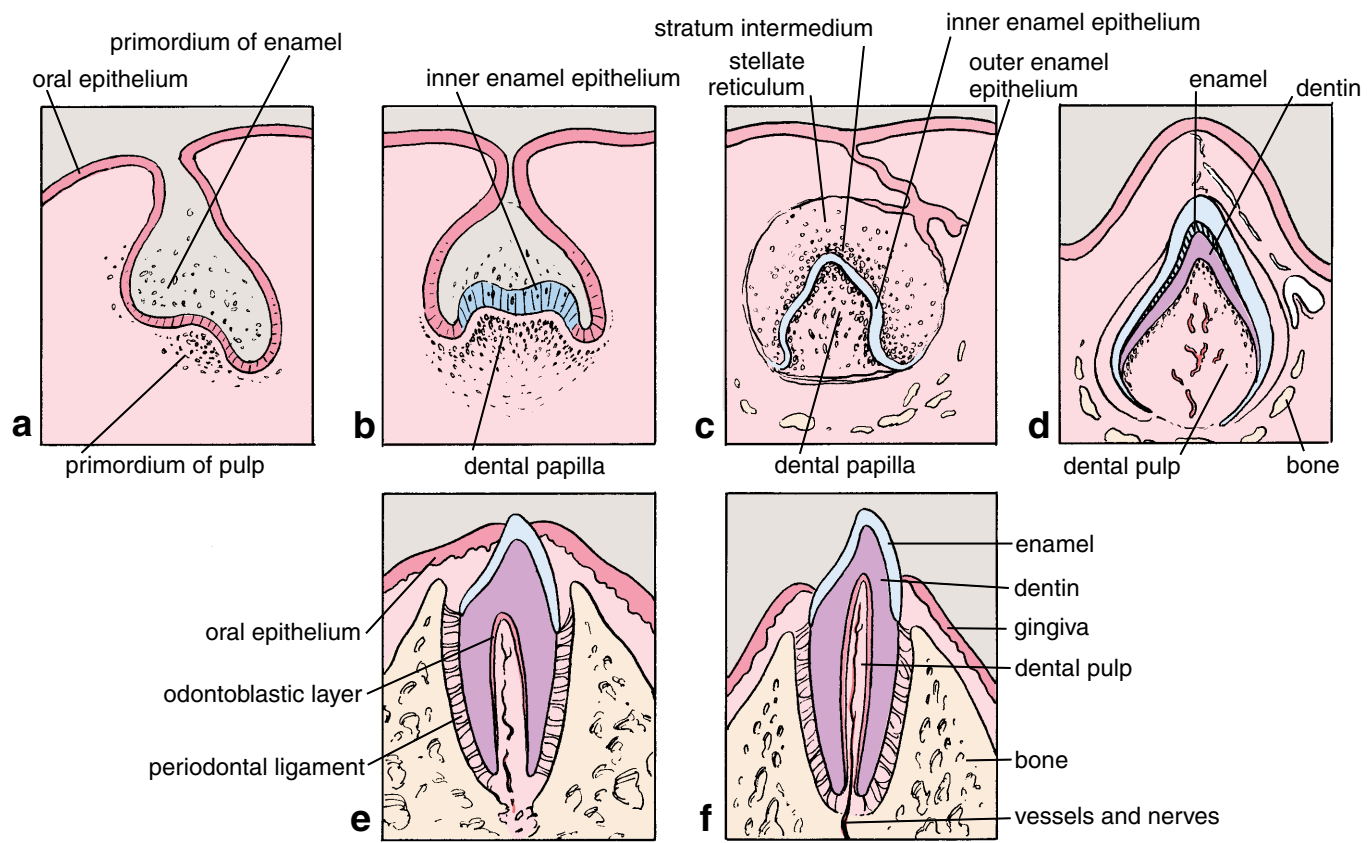 primordium of enamel
oral epithelium
inner enamel epithelium
stratum intermedium
stellate
reticulum
inner enamel epithelium
outer enamel
epithelium
enamel
dentin
a
primordium of pulp
b
dental papilla
c
dental papilla
d
dental pulp
bone
oral epithelium
odontoblastic layer
periodontal ligament
e
enamel
dentin
gingiva
dental pulp
bone
vessels and nerves
f